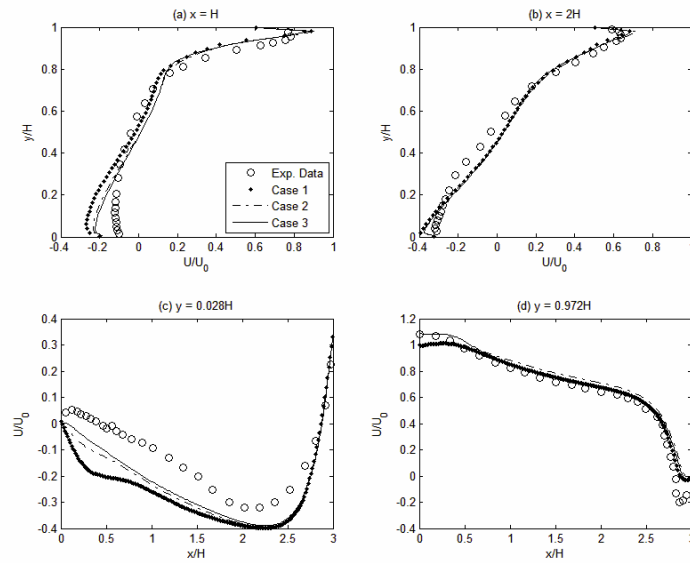 (a) x = H
1
0.8
0.6
0.4
0.2
0
y/H
-0.4 -0.2 0 0.2 0.4 0.6 0.8 1
U/U0
Exp. Data
Case 1
Case 2
Case 3
(b) x = 2H
1
0.8
0.6
0.4
0.2
0
y/H
-0.4 -0.2 0 0.2 0.4 0.6 0.8 1
U/U0
(c) y = 0.028H
0.4
0.3
0.2
0.1
0
-0.1
-0.2
-0.3
-0.4
U/U0
0 0.5 1 1.5 2 2.5 3
x/H
(d) y = 0.972H
1.2
1
0.8
0.6
0.4
0.2
0
-0.2
0.4
U/U0
0 0.5 1 1.5 2 2.5 3
x/H